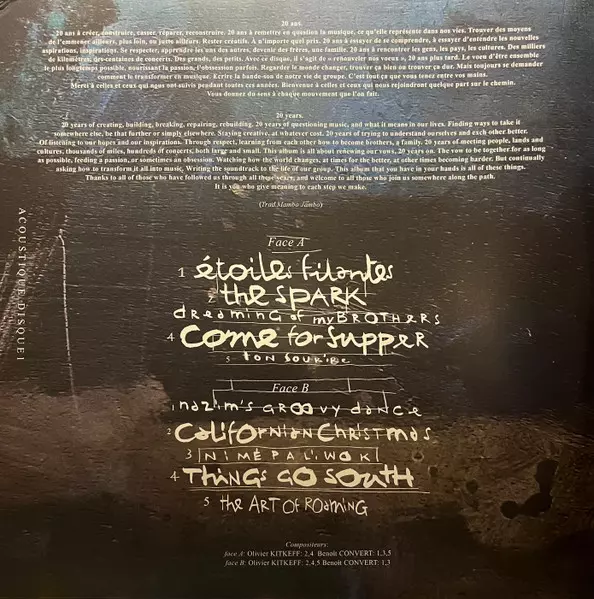 20 ans.
20 ans à créer, construire, casser, réparer, reconstruire. 20 ans à remettre en question la musique, ce qu'elle représente dans nos vies. Trouver des moyens
de l'emmener ailleurs, plus loin, ou juste ailleurs. Rester créatifs. À n'importe quel prix. 20 ans à essayer de se comprendre, à essayer d'entendre les nouvelles
aspirations, inspirations. Se respecter, apprendre les uns des autres, devenir des frères, une famille. 20 ans à rencontrer des gens, les pays, les cultures. Des milliers
de kilomètres, des centaines de concerts. Des grands, des petits. Avec ce disque, il s'agit de « renouveler nos voeux », 20 ans plus tard. Le voeu d'être ensemble
le plus longtemps possible, nourissant la passion, l'obsession parfois. Regarder le monde changer, trouver ça bien ou trouver ça dur. Mais toujours se demander
comment le transformer en musique. Ecrire la bande-son de notre vie de groupe. C'est tout ça que vous tenez entre vos mains.
Merci à celles et ceux qui nous ont suivis pendant toutes ces années. Bienvenue à celles et ceux qui nous rejoindront quelque part sur le chemin.
Vous donnez du sens à chaque mouvement que l'on fait.
20 years.
20 years of creating, building, breaking, repairing, rebuilding. 20 years of questioning music, and what it means in our lives. Finding ways to take it
somewhere else, be that further or simply elsewhere. Staying creative, at whatever cost. 20 years of trying to understand ourselves and each other better.
Of listening to our hopes and our inspirations. Through respect, learning from each other how to become brothers, a family. 20 years of meeting people, lands and
cultures, thousands of miles, hundreds of concerts; both large and small. This album is all about renewing our vows, 20 years on. The vow to be together for as long
as possible, feeding a passion, or sometimes an obsession. Watching how the world changes, at times for the better, at other times becoming harder. But continually
asking how to transform it all into music. Writing the soundtrack to the life of our group. This album that you have in your hands is all of these things.
Thanks to all of those who have followed us through all these years, and welcome to all those who join us somewhere along the path.
It is you who give meaning to each step we make.
(Trad.Mambo Jambo)
ACOUSTIQUE DISQUE 1
Face A
1 étoiles filantes
2 the SPARK
dreaming of my BROTHERS
4 Come for Supper
5 ton sourire
Face B
1 nazim's GROOVY dance
2 Californian Christmas
3 NIMEPALIWOK
4 Things GO SOUTH
5 the ART OF ROaming
Compositeurs:
face A: Olivier KITKEFF: 2,4 Benoît CONVERT: 1,3,5
face B: Olivier KITKEFF: 2,4,5 Benoît CONVERT: 1,3